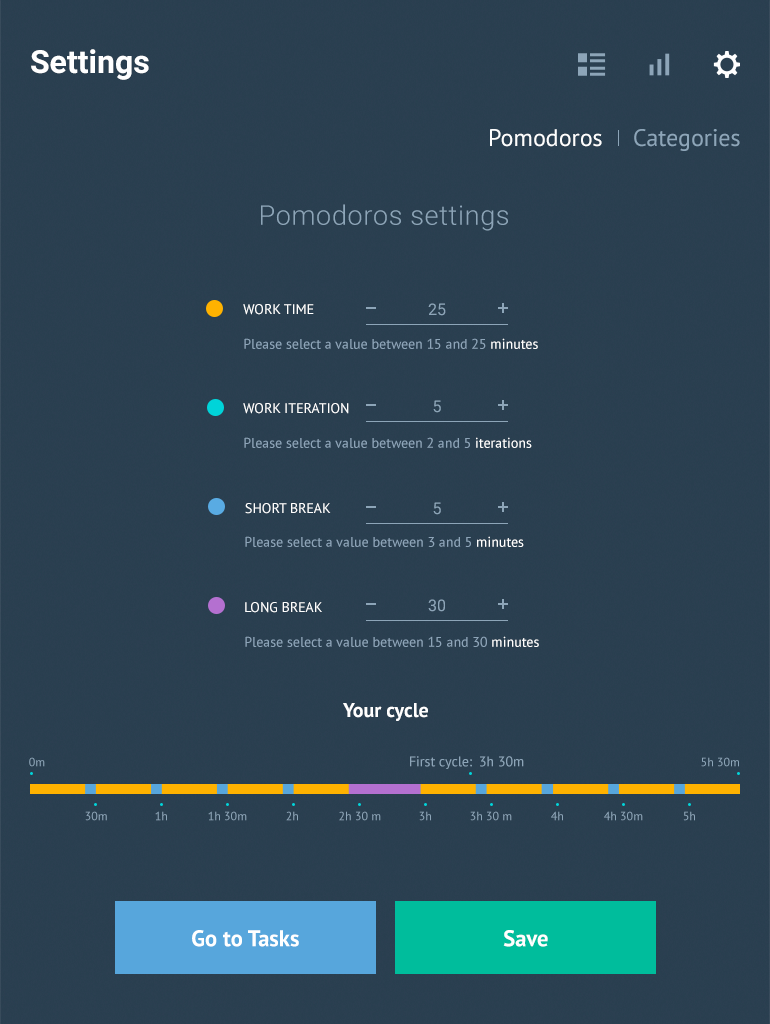 Settings
Pomodoros | Categories
Pomodoros settings
WORK TIME − 25 +
Please select a value between 15 and 25 minutes
WORK ITERATION − 5 +
Please select a value between 2 and 5 iterations
SHORT BREAK − 5 +
Please select a value between 3 and 5 minutes
LONG BREAK − 30 +
Please select a value between 15 and 30 minutes
Your cycle
0m First cycle: 3h 30m 5h 30m
30m 1h 1h 30m 2h 2h 30 m 3h 3h 30 m 4h 4h 30m 5h
Go to Tasks Save